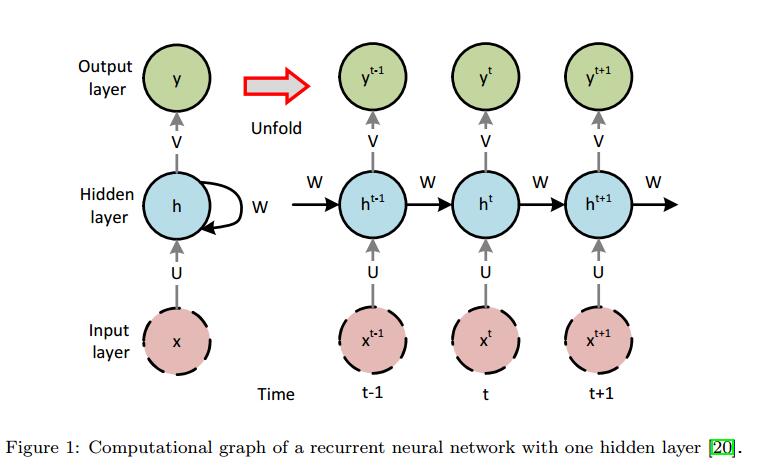 Output
layer
y
Unfold
y^t-1
y^t
y^t+1
V
V
V
V
Hidden
layer
h
W
W
h^t-1
W
h^t
W
h^t+1
W
U
U
U
U
Input
layer
x
x^t-1
x^t
x^t+1
Time
t-1
t
t+1
Figure 1: Computational graph of a recurrent neural network with one hidden layer [20].